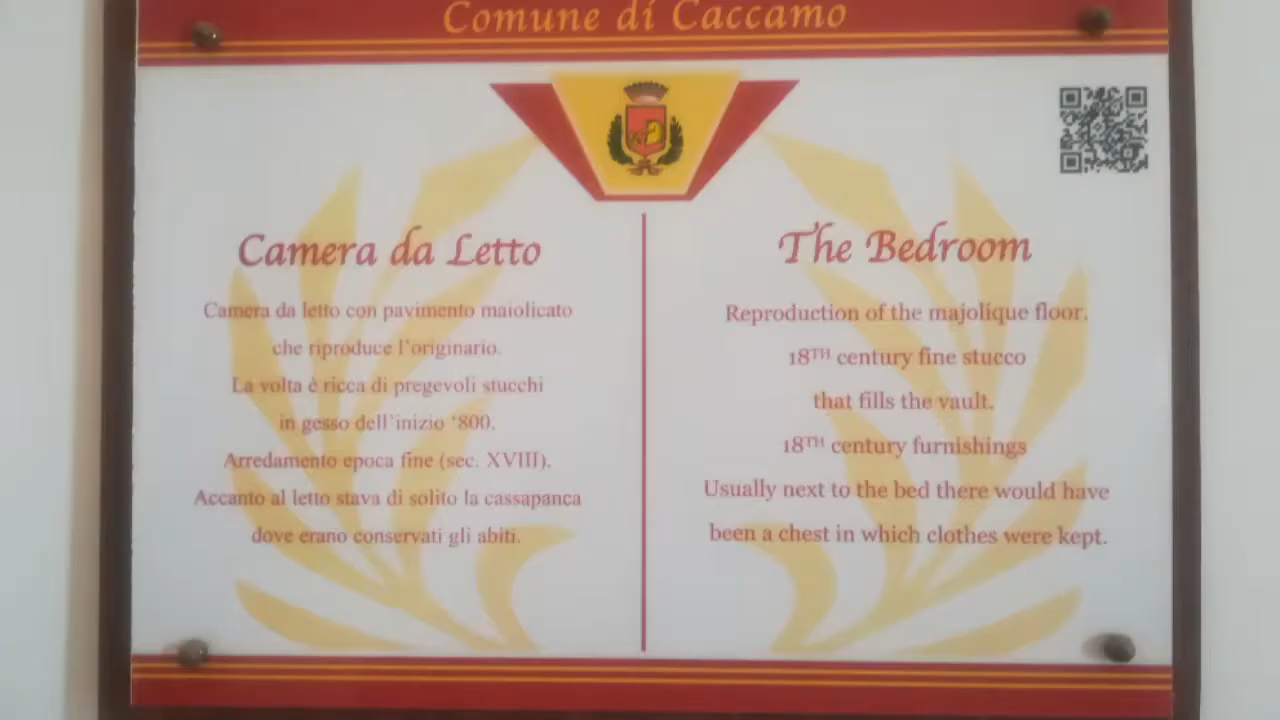 Comune di Caccamo
Camera da Letto
Camera da letto con pavimento maiolicato
che riproduce l'originario.
La volta è ricca di pregevoli stucchi
in gesso dell'inizio '800.
Arredamento epoca fine (sec. XVIII).
Accanto al letto stava di solito la cassapanca
dove erano conservati gli abiti.
The Bedroom
Reproduction of the majolique floor.
18TH century fine stucco
that fills the vault.
18TH century furnishings
Usually next to the bed there would have
been a chest in which clothes were kept.